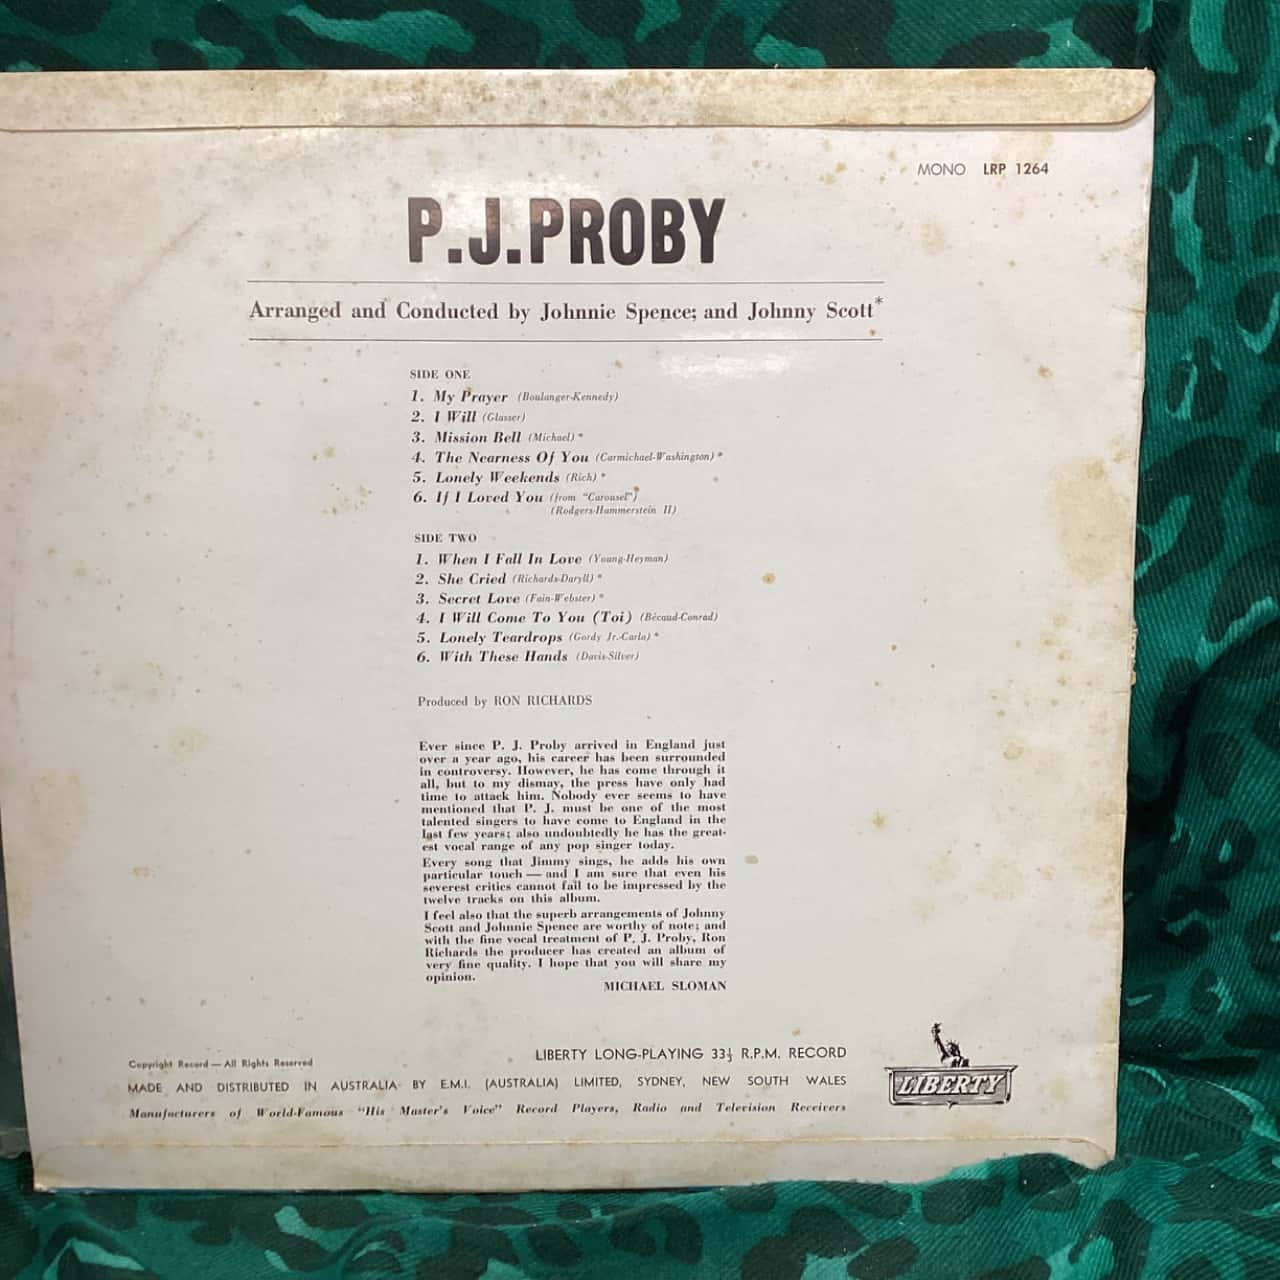 MONO LRP 1264
P.J.PROBY
Arranged and Conducted by Johnnie Spence; and Johnny Scott*
SIDE ONE
1. My Prayer (Boulanger-Kennedy)
2. I Will (Glasser)
3. Mission Bell (Michael) *
4. The Nearness Of You (Carmichael-Washington) *
5. Lonely Weekends (Rich) *
6. If I Loved You (from "Carousel")
(Rodgers-Hammerstein II)
SIDE TWO
1. When I Fall In Love (Young-Heyman)
2. She Cried (Richards-Daryll) *
3. Secret Love (Fain-Webster) *
4. I Will Come To You (Toi) (Bécaud-Conrad)
5. Lonely Teardrops (Gordy Jr.-Carlo) *
6. With These Hands (Davis-Silver)
Produced by RON RICHARDS
Ever since P. J. Proby arrived in England just
over a year ago, his career has been surrounded
in controversy. However, he has come through it
all, but to my dismay, the press have only had
time to attack him. Nobody ever seems to have
mentioned that P. J. must be one of the most
talented singers to have come to England in the
last few years; also undoubtedly he has the great-
est vocal range of any pop singer today.
Every song that Jimmy sings, he adds his own
particular touch — and I am sure that even his
severest critics cannot fail to be impressed by the
twelve tracks on this album.
I feel also that the superb arrangements of Johnny
Scott and Johnnie Spence are worthy of note; and
with the fine vocal treatment of P. J. Proby, Ron
Richards the producer has created an album of
very fine quality. I hope that you will share my
opinion.
MICHAEL SLOMAN
LIBERTY LONG-PLAYING 33⅓ R.P.M. RECORD
Copyright Record — All Rights Reserved
MADE AND DISTRIBUTED IN AUSTRALIA BY E.M.I. (AUSTRALIA) LIMITED, SYDNEY, NEW SOUTH WALES
Manufacturers of World-Famous "His Master's Voice" Record Players, Radio and Television Receivers
LIBERTY